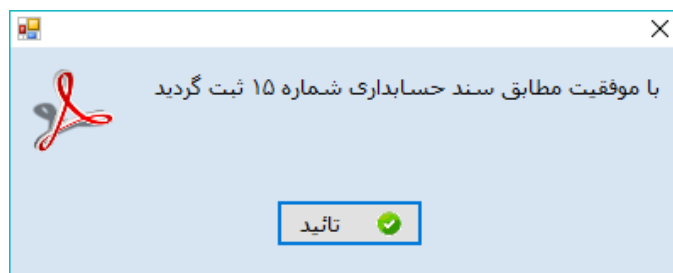 با موفقیت مطابق سند حسابداری شماره ۱۵ ثبت گردید
تائید